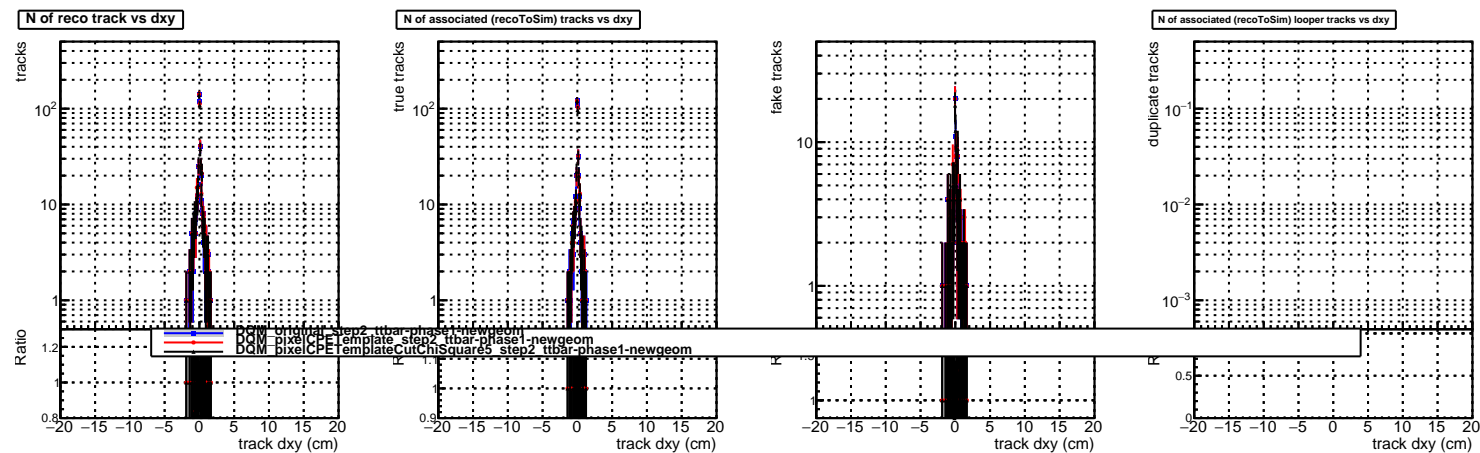 N of reco track vs dxy
N of associated (recoToSim) tracks vs dxy
N of associated (recoToSim) looper tracks vs dxy
tracks
10²
10
1
Ratio
1.2
1
0.8
−20 −15 −10 −5 0 5 10 15 20
track dxy (cm)
true tracks
10²
10
1
1.1
1
0.9
−20 −15 −10 −5 0 5 10 15 20
track dxy (cm)
fake tracks
10
1
1
−20 −15 −10 −5 0 5 10 15 20
track dxy (cm)
duplicate tracks
10⁻¹
10⁻²
10⁻³
0.5
0
−20 −15 −10 −5 0 5 10 15 20
track dxy (cm)
DQM_original_step2_ttbar-phase1-newgeom
DQM_pixelCPETemplate_step2_ttbar-phase1-newgeom
DQM_pixelCPETemplateCutChiSquare5_step2_ttbar-phase1-newgeom